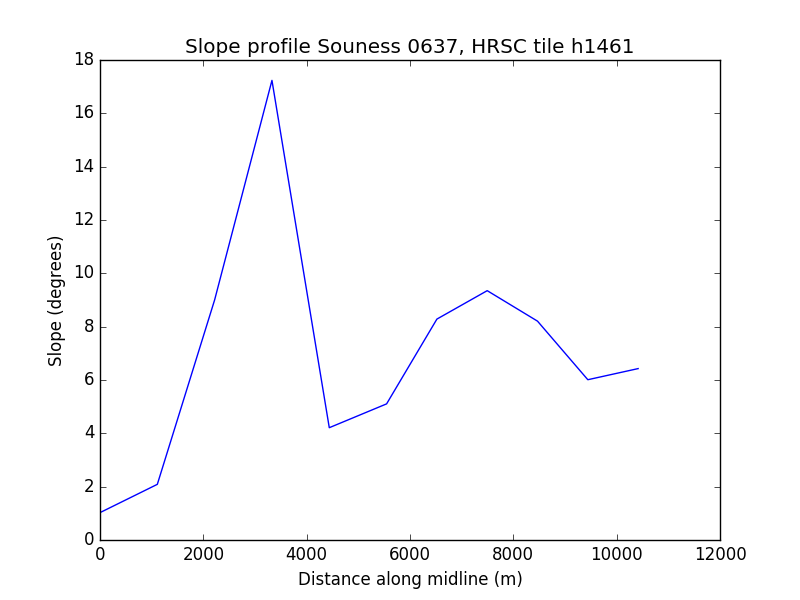 Slope profile Souness 0637, HRSC tile h1461
18
16
14
12
10
8
6
4
2
0
Slope (degrees)
0 2000 4000 6000 8000 10000 12000
Distance along midline (m)